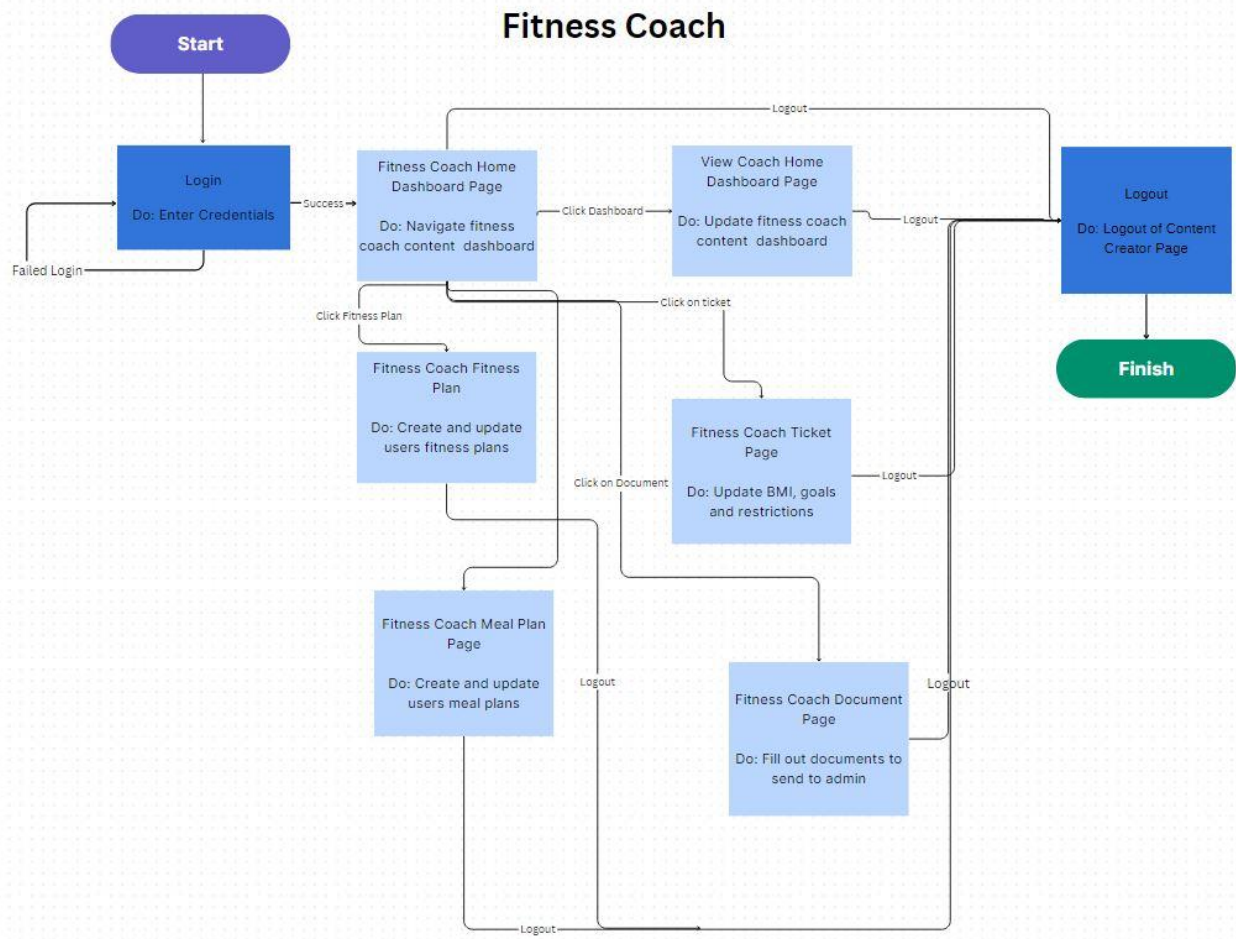 Fitness Coach
Start
Logout
Login
Do: Enter Credentials
Success
Failed Login
Fitness Coach Home
Dashboard Page
Do: Navigate fitness
coach content dashboard
Click Dashboard
View Coach Home
Dashboard Page
Do: Update fitness coach
content dashboard
Logout
Logout
Do: Logout of Content
Creator Page
Finish
Click Fitness Plan
Click on ticket
Fitness Coach Fitness
Plan
Do: Create and update
users fitness plans
Click on Document
Fitness Coach Ticket
Page
Do: Update BMI, goals
and restrictions
Logout
Fitness Coach Meal Plan
Page
Do: Create and update
users meal plans
Logout
Fitness Coach Document
Page
Do: Fill out documents to
send to admin
Logout
Logout